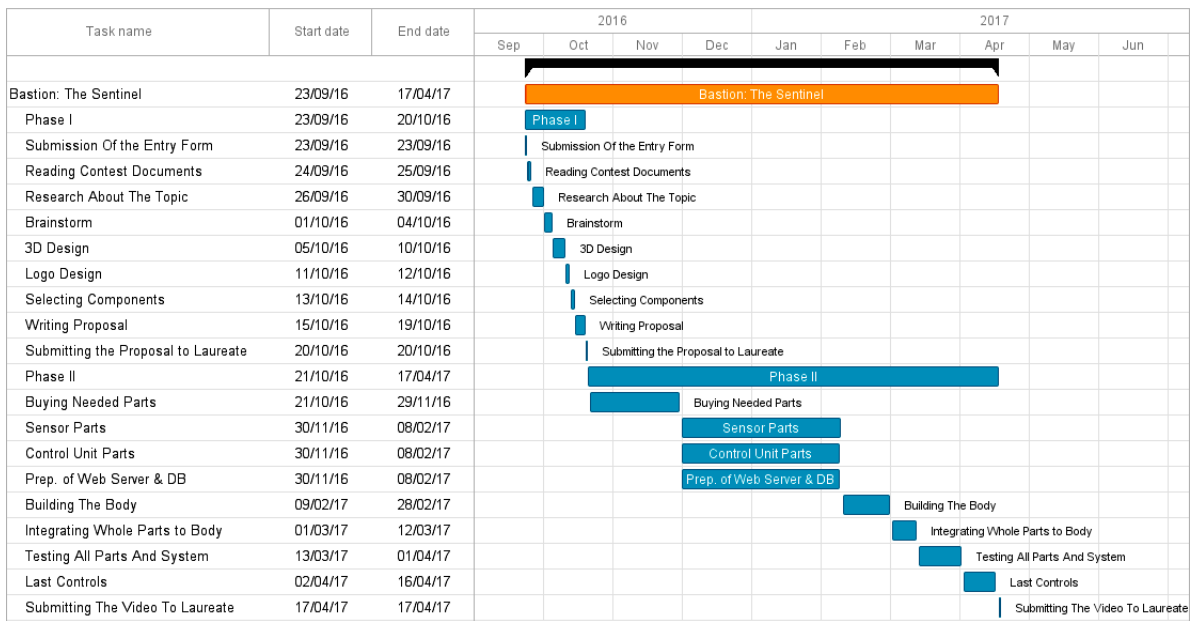 Task name Start date End date 2016 2017
Sep Oct Nov Dec Jan Feb Mar Apr May Jun
Bastion: The Sentinel 23/09/16 17/04/17 Bastion: The Sentinel
Phase I 23/09/16 20/10/16 Phase I
Submission Of the Entry Form 23/09/16 23/09/16 Submission Of the Entry Form
Reading Contest Documents 24/09/16 25/09/16 Reading Contest Documents
Research About The Topic 26/09/16 30/09/16 Research About The Topic
Brainstorm 01/10/16 04/10/16 Brainstorm
3D Design 05/10/16 10/10/16 3D Design
Logo Design 11/10/16 12/10/16 Logo Design
Selecting Components 13/10/16 14/10/16 Selecting Components
Writing Proposal 15/10/16 19/10/16 Writing Proposal
Submitting the Proposal to Laureate 20/10/16 20/10/16 Submitting the Proposal to Laureate
Phase II 21/10/16 17/04/17 Phase II
Buying Needed Parts 21/10/16 29/11/16 Buying Needed Parts
Sensor Parts 30/11/16 08/02/17 Sensor Parts
Control Unit Parts 30/11/16 08/02/17 Control Unit Parts
Prep. of Web Server & DB 30/11/16 08/02/17 Prep. of Web Server & DB
Building The Body 09/02/17 28/02/17 Building The Body
Integrating Whole Parts to Body 01/03/17 12/03/17 Integrating Whole Parts to Body
Testing All Parts And System 13/03/17 01/04/17 Testing All Parts And System
Last Controls 02/04/17 16/04/17 Last Controls
Submitting The Video To Laureate 17/04/17 17/04/17 Submitting The Video To Laureate